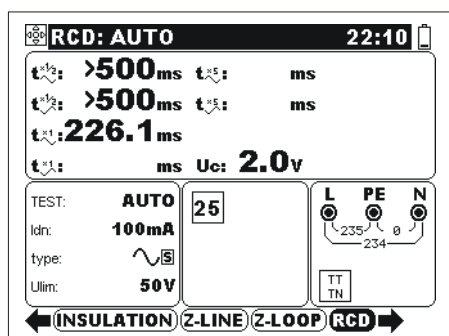 RCD: AUTO 22:10
t×½: >500ms t×5: ms
t×½: >500ms t×5: ms
t×1: 226.1ms
t×1: ms Uc: 2.0V
TEST: AUTO
Idn: 100mA
type: S
Ulim: 50V
25
L PE N
235 0
234
TT
TN
INSULATION Z-LINE Z-LOOP RCD